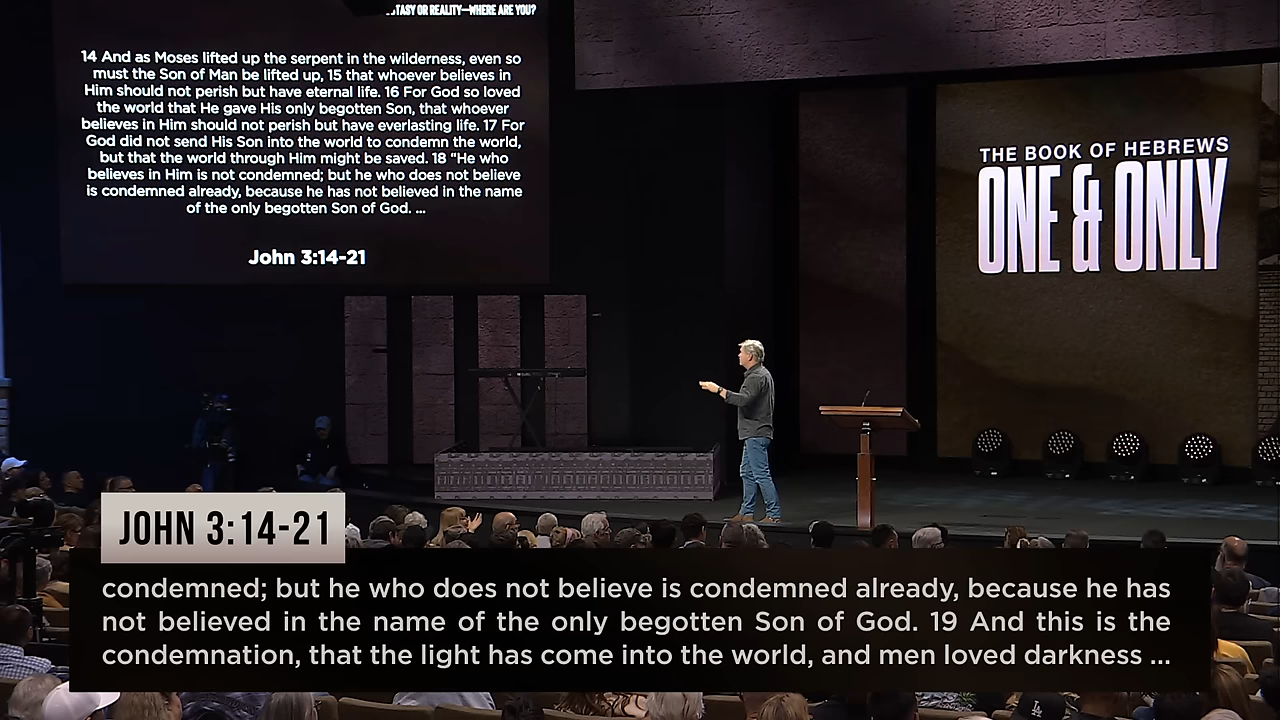 TASY OR REALITY—WHERE ARE YOU?
14 And as Moses lifted up the serpent in the wilderness, even so
must the Son of Man be lifted up, 15 that whoever believes in
Him should not perish but have eternal life. 16 For God so loved
the world that He gave His only begotten Son, that whoever
believes in Him should not perish but have everlasting life. 17 For
God did not send His Son into the world to condemn the world,
but that the world through Him might be saved. 18 “He who
believes in Him is not condemned; but he who does not believe
is condemned already, because he has not believed in the name
of the only begotten Son of God. ...
John 3:14-21
THE BOOK OF HEBREWS
ONE & ONLY
JOHN 3:14-21
condemned; but he who does not believe is condemned already, because he has
not believed in the name of the only begotten Son of God. 19 And this is the
condemnation, that the light has come into the world, and men loved darkness ...
LA